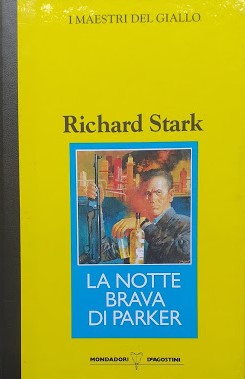 I MAESTRI DEL GIALLO
Richard Stark
LA NOTTE
BRAVA
DI PARKER
MONDADORI DEAGOSTINI